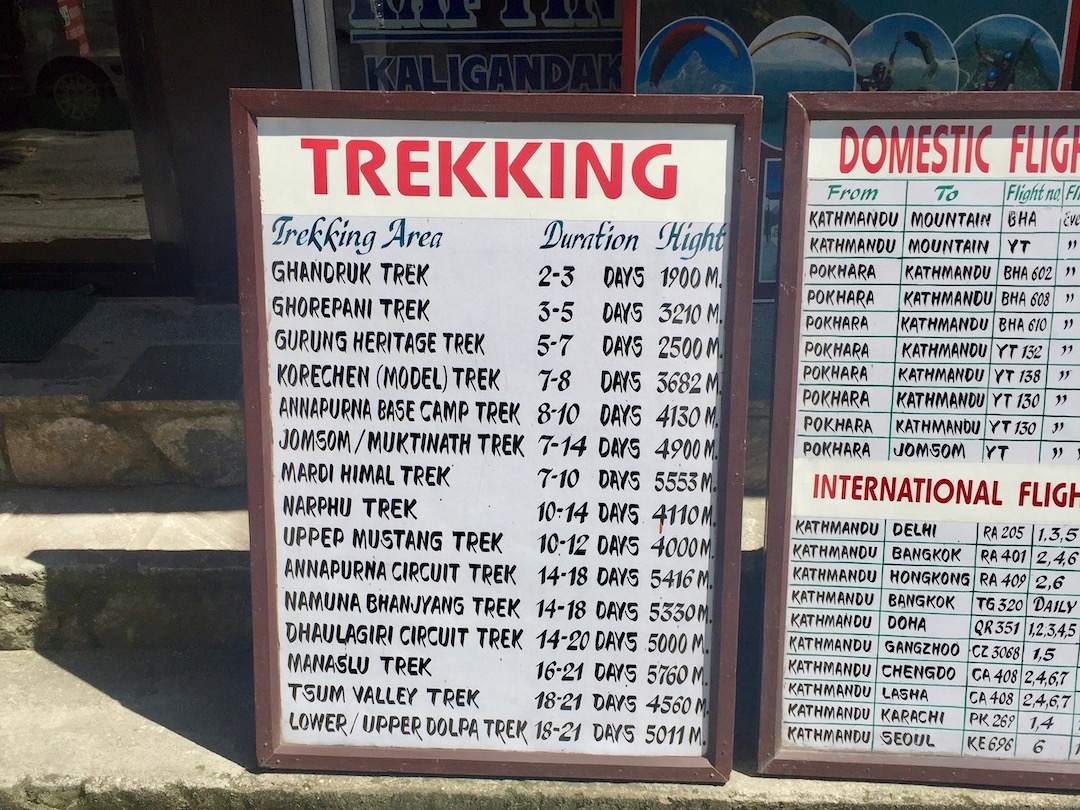 KALIGANDAK
TREKKING
Trekking Area Duration Hight
GHANDRUK TREK 2-3 DAYS 1900 M.
GHOREPANI TREK 3-5 DAYS 3210 M.
GURUNG HERITAGE TREK 5-7 DAYS 2500 M.
KORECHEN (MODEL) TREK 7-8 DAYS 3682 M.
ANNAPURNA BASE CAMP TREK 8-10 DAYS 4130 M.
JOMSOM / MUKTINATH TREK 7-14 DAYS 4900 M.
MARDI HIMAL TREK 7-10 DAYS 5553 M.
NARPHU TREK 10-14 DAYS 4110 M.
UPPEP MUSTANG TREK 10-12 DAYS 4000 M.
ANNAPURNA CIRCUIT TREK 14-18 DAYS 5416 M.
NAMUNA BHANJYANG TREK 14-18 DAYS 5330 M.
DHAULAGIRI CIRCUIT TREK 14-20 DAYS 5000 M.
MANASLU TREK 16-21 DAYS 5760 M.
TSUM VALLEY TREK 18-21 DAYS 4560 M.
LOWER / UPPER DOLPA TREK 18-21 DAYS 5011 M.
DOMESTIC FLIGH
From To Flight no. Fli
KATHMANDU MOUNTAIN BHA
KATHMANDU MOUNTAIN YT "
POKHARA KATHMANDU BHA 602 "
POKHARA KATHMANDU BHA 608 "
POKHARA KATHMANDU BHA 610 "
POKHARA KATHMANDU YT 132 "
POKHARA KATHMANDU YT 138 "
POKHARA KATHMANDU YT 130 "
POKHARA KATHMANDU YT 130 "
POKHARA JOMSOM YT "
INTERNATIONAL FLIGH
KATHMANDU DELHI RA 205 1,3,5
KATHMANDU BANGKOK RA 401 2,4,6
KATHMANDU HONGKONG RA 409 2,6
KATHMANDU BANGKOK TG 320 DAILY
KATHMANDU DOHA QR 351 1,2,3,4,5
KATHMANDU GANGZHOO CZ 3068 1,5
KATHMANDU CHENGDO CA 408 2,4,6,7
KATHMANDU LASHA CA 408 2,4,6,7
KATHMANDU KARACHI PK 269 1,4
KATHMANDU SEOUL KE 696 6